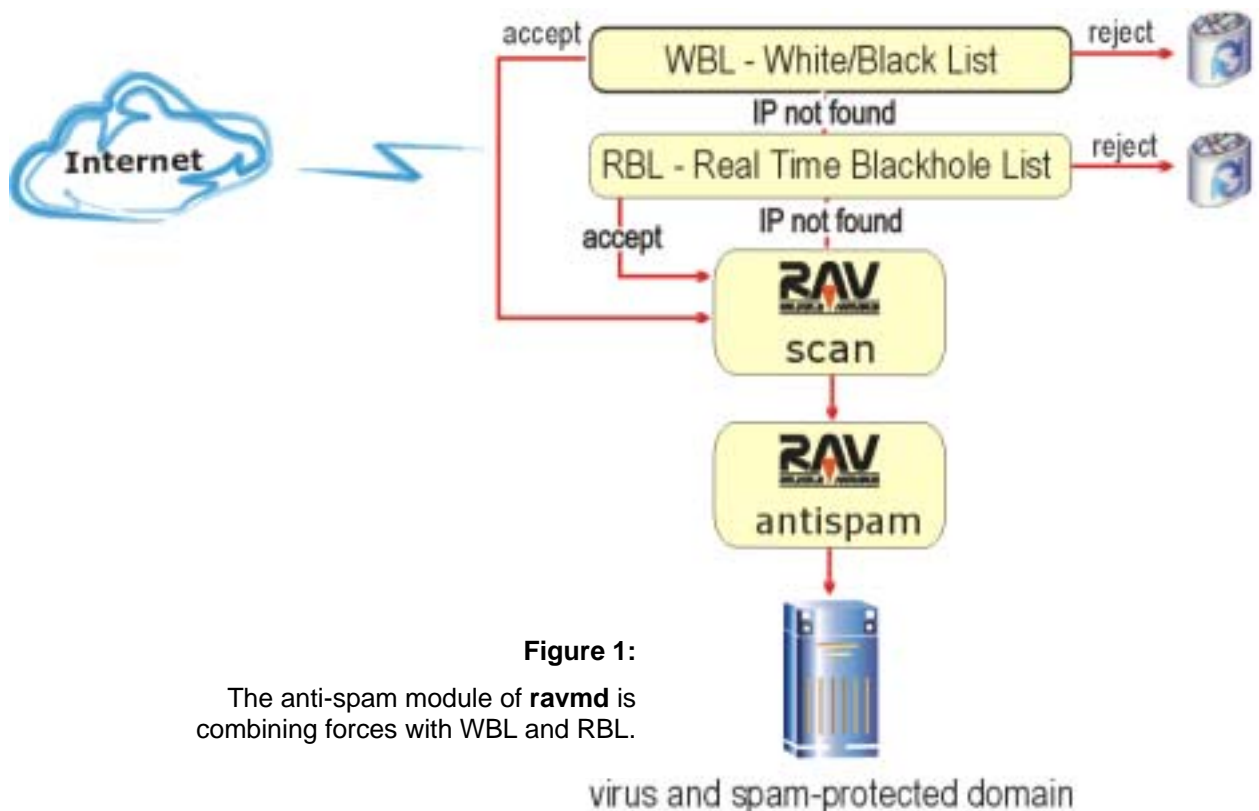 accept
WBL - White/Black List
reject
IP not found
Internet
RBL - Real Time Blackhole List
reject
accept
IP not found
RAV
scan
RAV
antispam
Figure 1:
The anti-spam module of ravmd is
combining forces with WBL and RBL.
virus and spam-protected domain